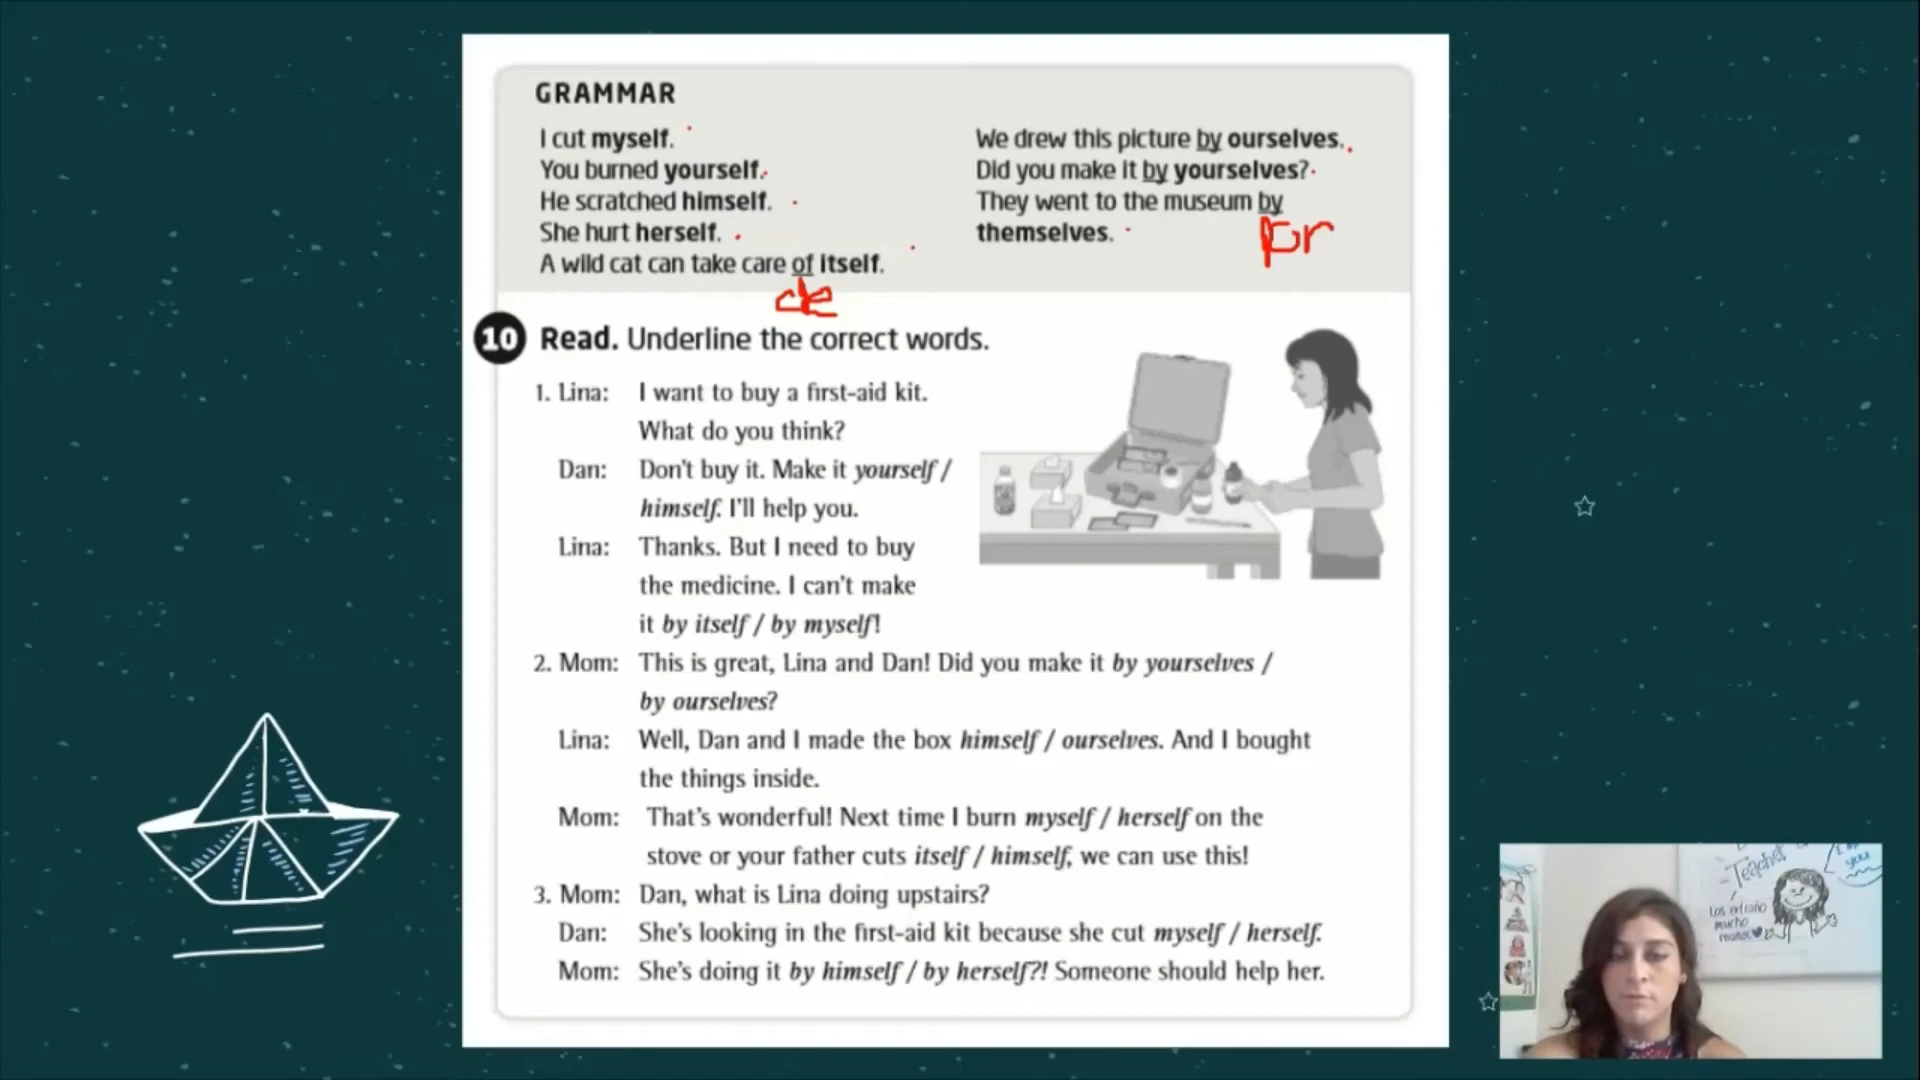 GRAMMAR
I cut myself.
You burned yourself.
He scratched himself.
She hurt herself.
A wild cat can take care of itself.
de
We drew this picture by ourselves.
Did you make it by yourselves?
They went to the museum by
themselves.
por
10 Read. Underline the correct words.
1. Lina: I want to buy a first-aid kit.
What do you think?
Dan: Don't buy it. Make it yourself /
himself. I'll help you.
Lina: Thanks. But I need to buy
the medicine. I can't make
it by itself / by myself!
2. Mom: This is great, Lina and Dan! Did you make it by yourselves /
by ourselves?
Lina: Well, Dan and I made the box himself / ourselves. And I bought
the things inside.
Mom: That's wonderful! Next time I burn myself / herself on the
stove or your father cuts itself / himself, we can use this!
3. Mom: Dan, what is Lina doing upstairs?
Dan: She's looking in the first-aid kit because she cut myself / herself.
Mom: She's doing it by himself / by herself?! Someone should help her.
Teacher
you
Los extraño
mucho